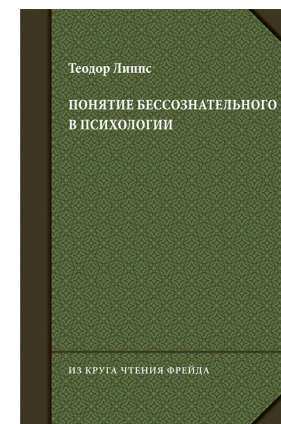 Теодор Липпс
ПОНЯТИЕ БЕССОЗНАТЕЛЬНОГО
В ПСИХОЛОГИИ
ИЗ КРУГА ЧТЕНИЯ ФРЕЙДА